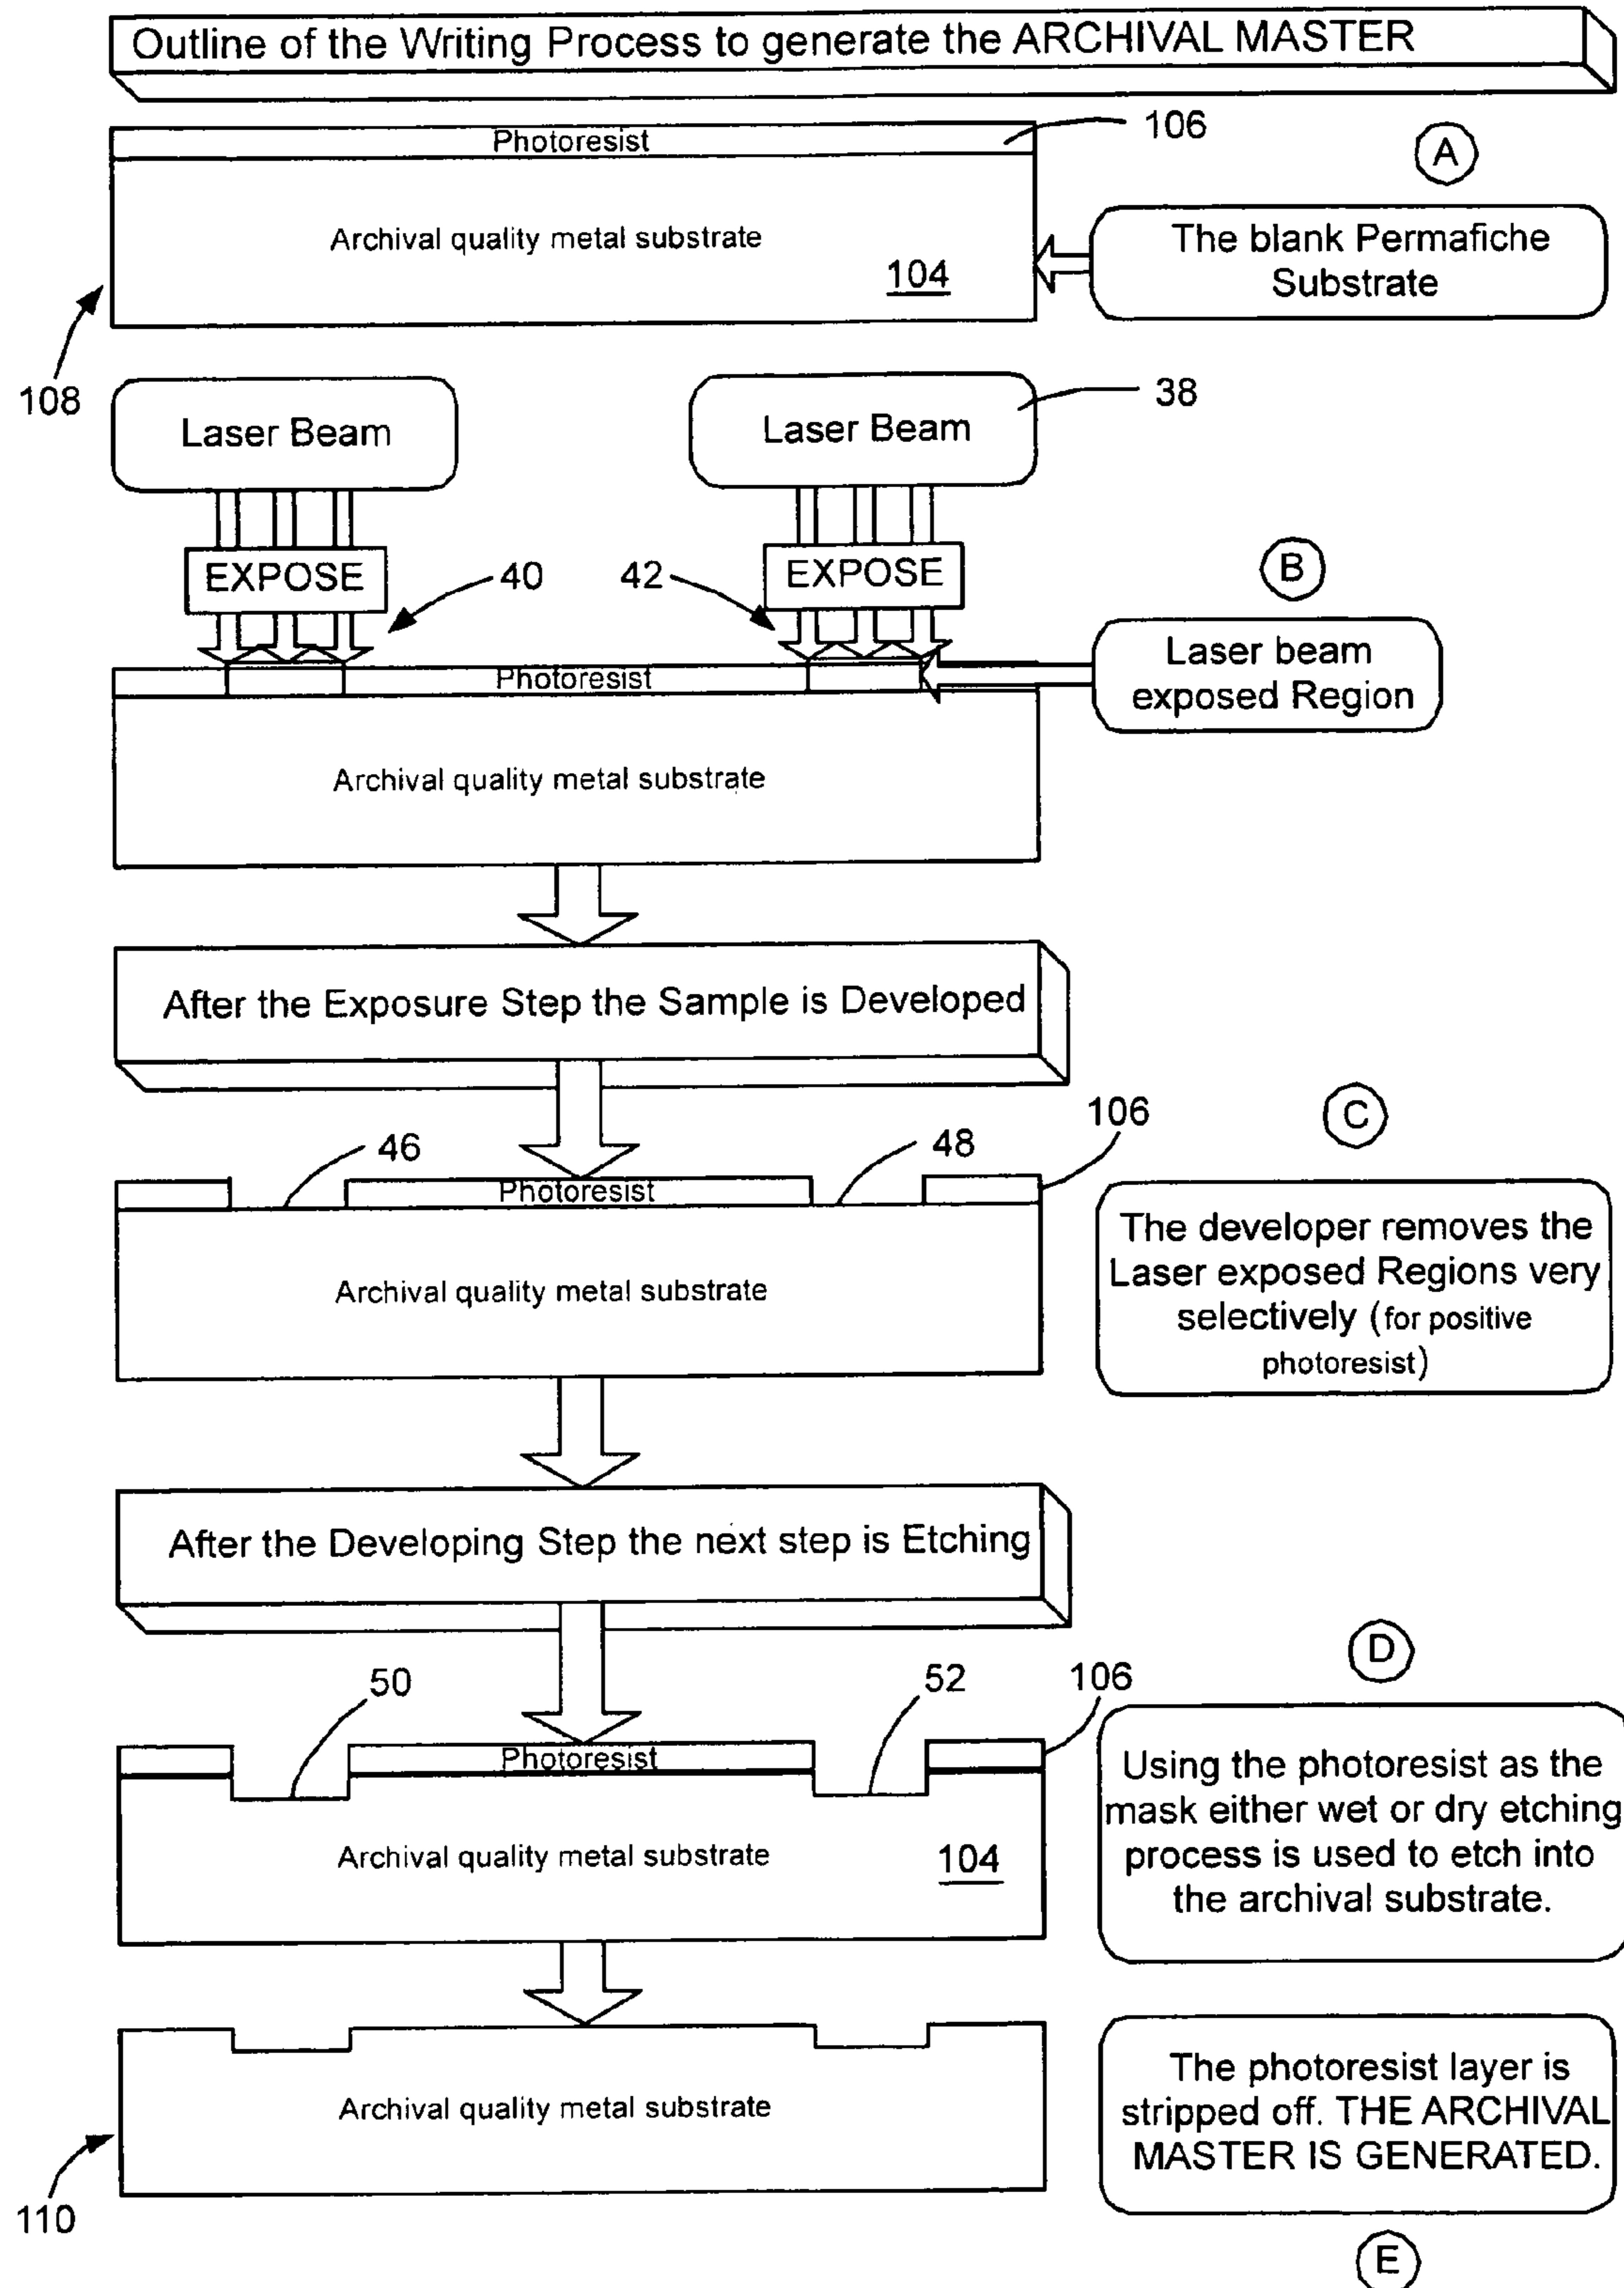 Outline of the Writing Process to generate the ARCHIVAL MASTER
Photoresist
106
A
Archival quality metal substrate
104
The blank Permafiche
Substrate
108
Laser Beam
Laser Beam
38
EXPOSE
40
42
EXPOSE
B
Photoresist
Laser beam
exposed Region
Archival quality metal substrate
After the Exposure Step the Sample is Developed
46
48
106
C
Photoresist
Archival quality metal substrate
The developer removes the
Laser exposed Regions very
selectively (for positive
photoresist)
After the Developing Step the next step is Etching
50
52
106
D
Photoresist
Archival quality metal substrate
104
Using the photoresist as the
mask either wet or dry etching
process is used to etch into
the archival substrate.
Archival quality metal substrate
110
The photoresist layer is
stripped off. THE ARCHIVAL
MASTER IS GENERATED.
E